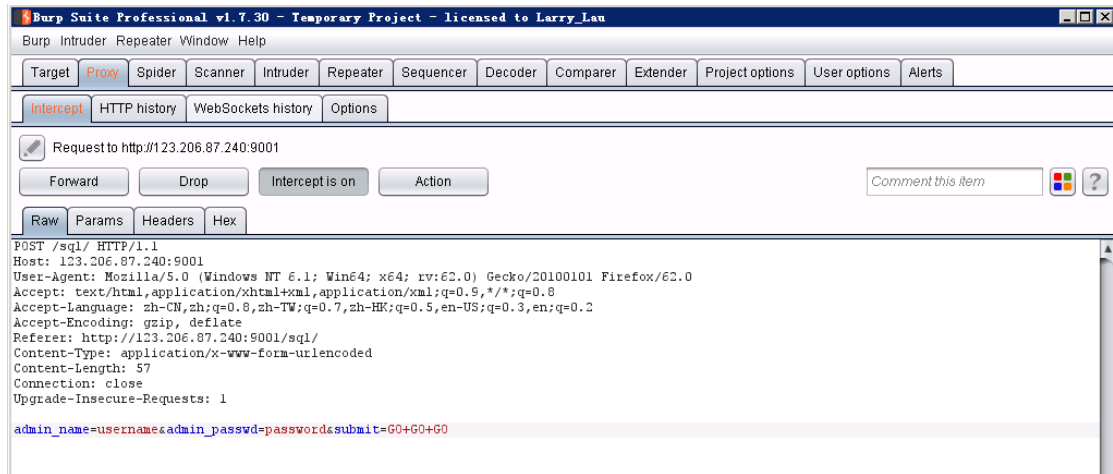 Burp Suite Professional v1.7.30 - Temporary Project - licensed to Larry_Lau
Burp Intruder Repeater Window Help
Target Proxy Spider Scanner Intruder Repeater Sequencer Decoder Comparer Extender Project options User options Alerts
Intercept HTTP history WebSockets history Options
Request to http://123.206.87.240:9001
Forward Drop Intercept is on Action Comment this item ?
Raw Params Headers Hex
POST /sql/ HTTP/1.1
Host: 123.206.87.240:9001
User-Agent: Mozilla/5.0 (Windows NT 6.1; Win64; x64; rv:62.0) Gecko/20100101 Firefox/62.0
Accept: text/html,application/xhtml+xml,application/xml;q=0.9,*/*;q=0.8
Accept-Language: zh-CN,zh;q=0.8,zh-TW;q=0.7,zh-HK;q=0.5,en-US;q=0.3,en;q=0.2
Accept-Encoding: gzip, deflate
Referer: http://123.206.87.240:9001/sql/
Content-Type: application/x-www-form-urlencoded
Content-Length: 57
Connection: close
Upgrade-Insecure-Requests: 1
admin_name=username&admin_passwd=password&submit=GO+GO+GO